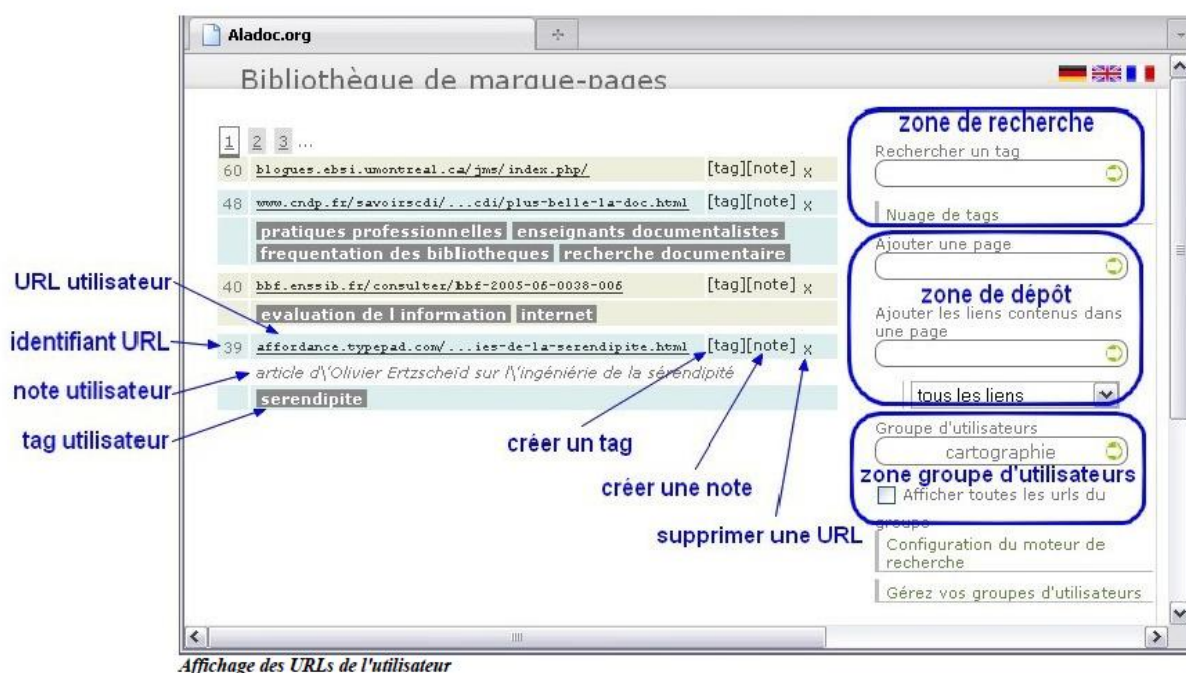 Aladoc.org
Bibliothèque de marque-pages
1 2 3 ...
60 blogues.ebsi.umontreal.ca/jms/index.php/ [tag][note] x
48 www.cndp.fr/savoirscdi/...cdi/plus-belle-la-doc.html [tag][note] x
pratiques professionnelles enseignants documentalistes
frequentation des bibliotheques recherche documentaire
40 bbf.enssib.fr/consulter/bbf-2005-06-0038-006 [tag][note] x
evaluation de l information internet
39 affordance.typepad.com/...ies-de-la-serendipite.html [tag][note] x
article d\'Olivier Ertzscheid sur l\'ingéniérie de la sérendipité
serendipite
URL utilisateur
identifiant URL
note utilisateur
tag utilisateur
créer un tag
créer une note
supprimer une URL
zone de recherche
Rechercher un tag
Nuage de tags
Ajouter une page
zone de dépôt
Ajouter les liens contenus dans
une page
tous les liens
Groupe d'utilisateurs
cartographie
zone groupe d'utilisateurs
Afficher toutes les urls du
groupe
Configuration du moteur de
recherche
Gérez vos groupes d'utilisateurs
Affichage des URLs de l'utilisateur